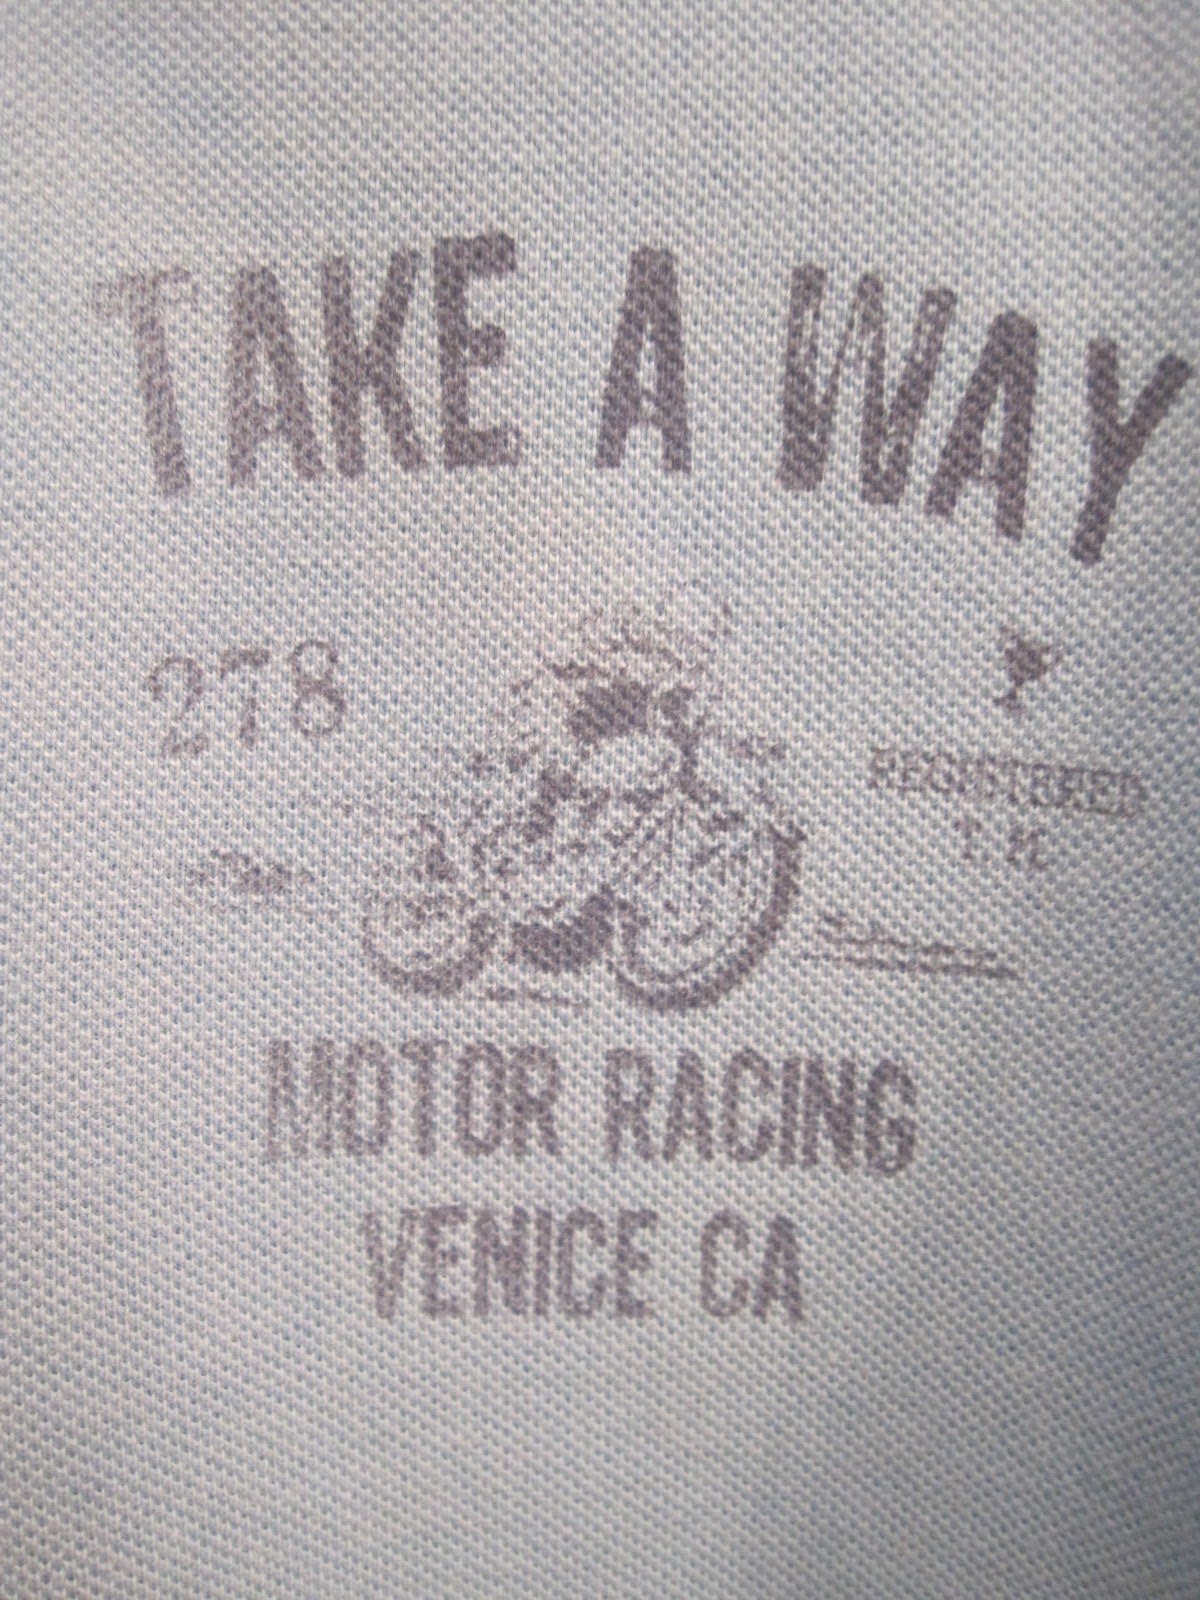 TAKE A WAY
278
REGISTERED
MOTOR RACING
VENICE CA